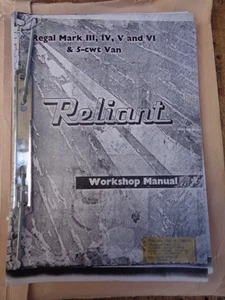 Regal Mark III, IV, V and VI
& 5-cwt Van
Reliant
Workshop Manual